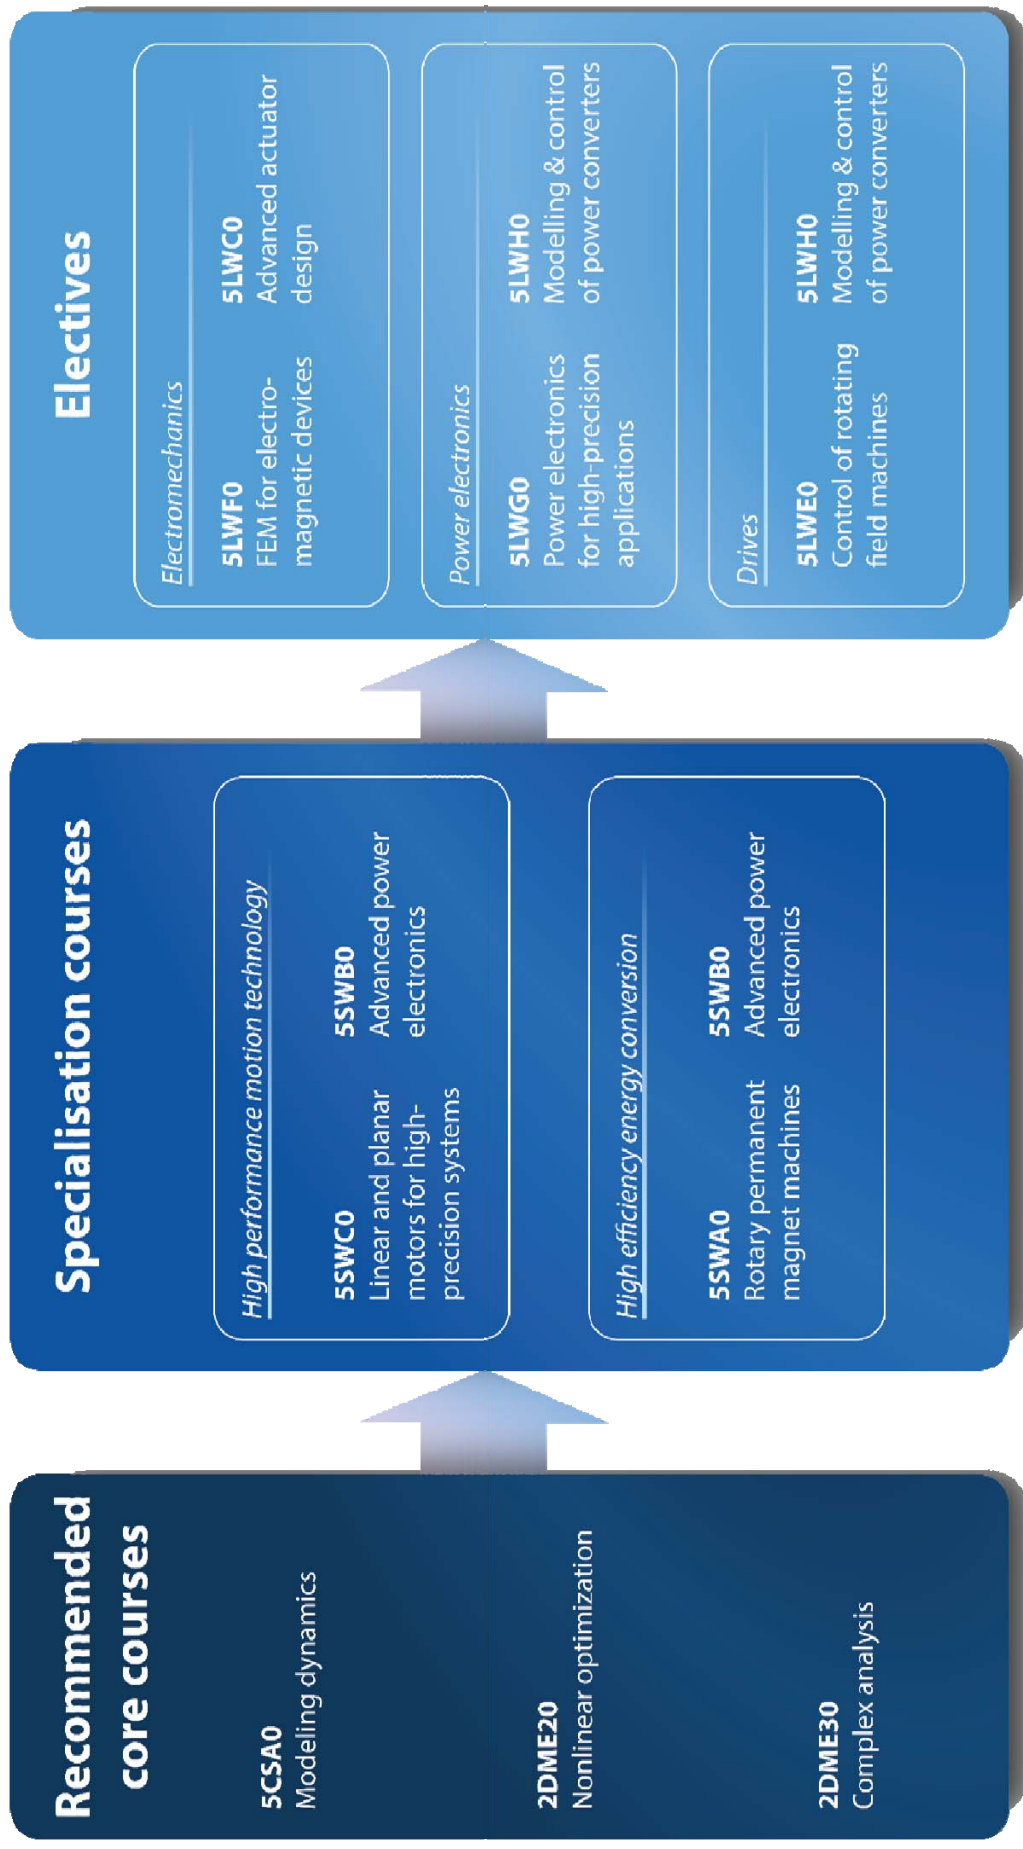 Recommended
core courses
5CSA0
Modeling dynamics
2DME20
Nonlinear optimization
2DME30
Complex analysis
Specialisation courses
High performance motion technology
5SWC0
Linear and planar
motors for high-
precision systems
5SWB0
Advanced power
electronics
High efficiency energy conversion
5SWA0
Rotary permanent
magnet machines
5SWB0
Advanced power
electronics
Electives
Electromechanics
5LWF0
FEM for electro-
magnetic devices
5LWC0
Advanced actuator
design
Power electronics
5LWG0
Power electronics
for high-precision
applications
5LWH0
Modelling & control
of power converters
Drives
5LWE0
Control of rotating
field machines
5LWH0
Modelling & control
of power converters